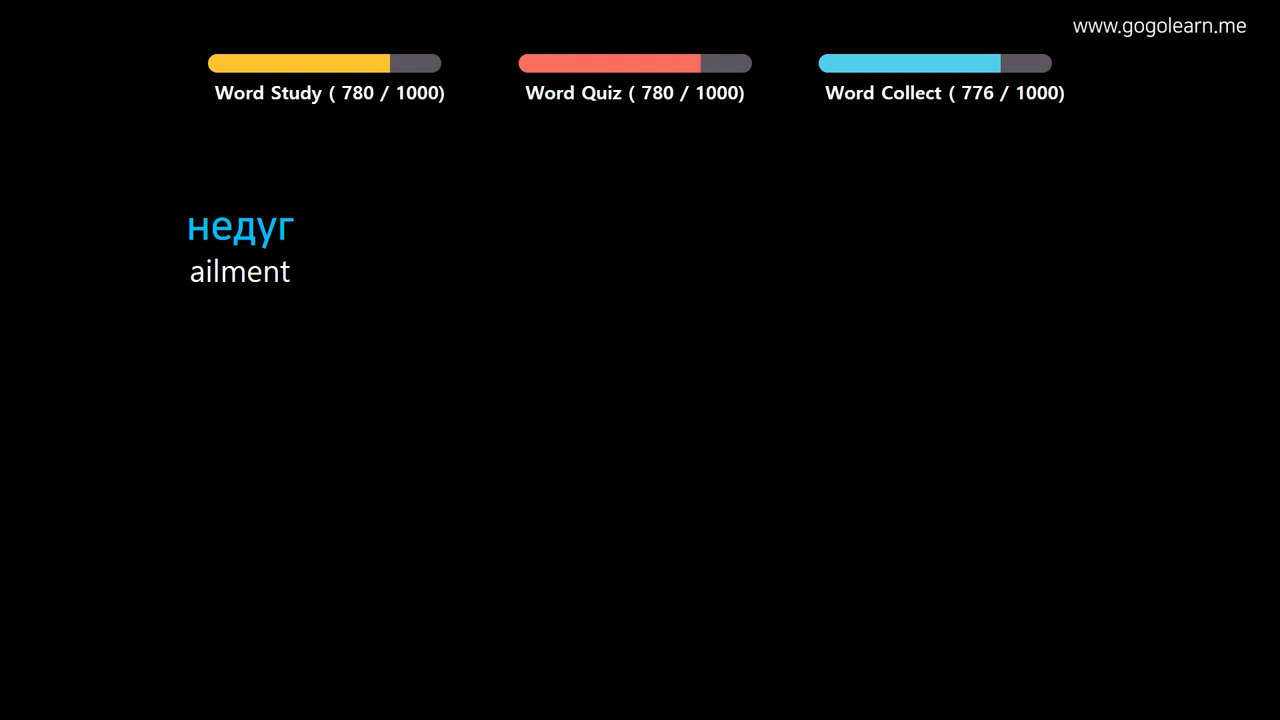 www.gogolearn.me
Word Study ( 780 / 1000)
Word Quiz ( 780 / 1000)
Word Collect ( 776 / 1000)
недуг
ailment